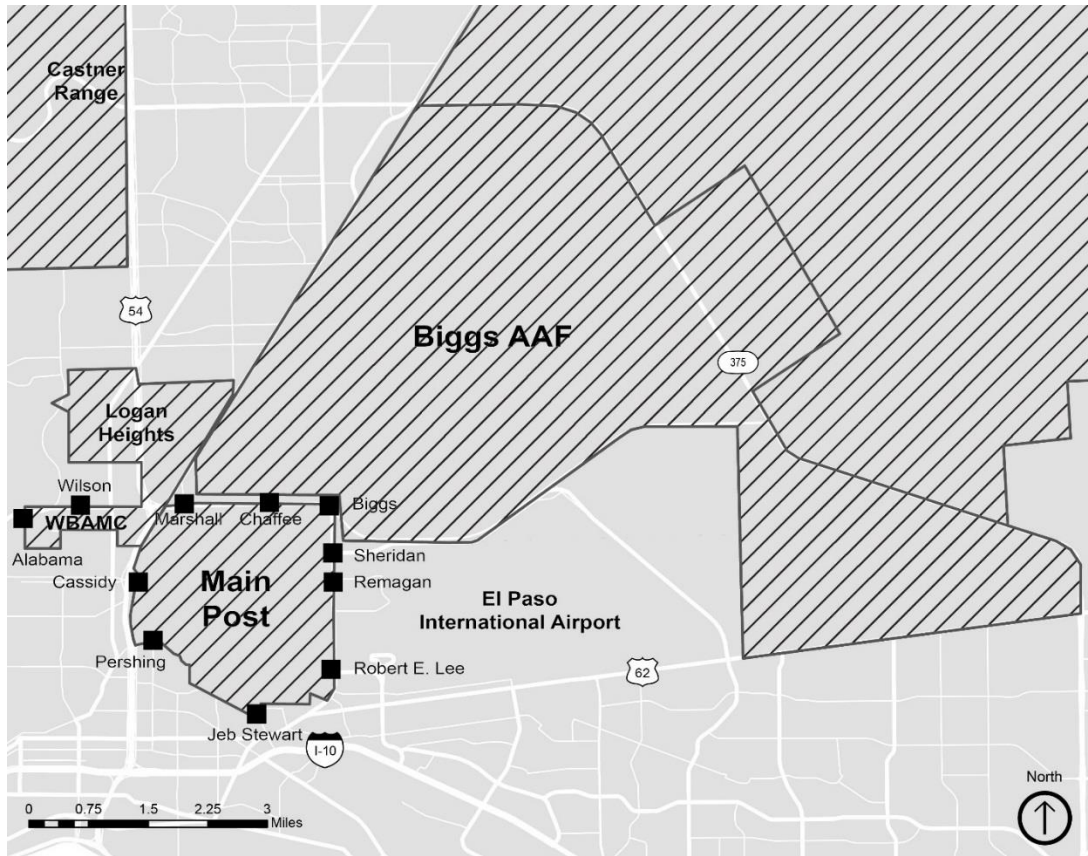 Castner
Range
54
Biggs AAF
375
Logan
Heights
Wilson
WBAMC
Marshall
Chaffee
Biggs
Alabama
Sheridan
Cassidy
Main
Post
Remagan
El Paso
International Airport
Pershing
Robert E. Lee
62
Jeb Stewart
I-10
North
0 0.75 1.5 2.25 3
Miles